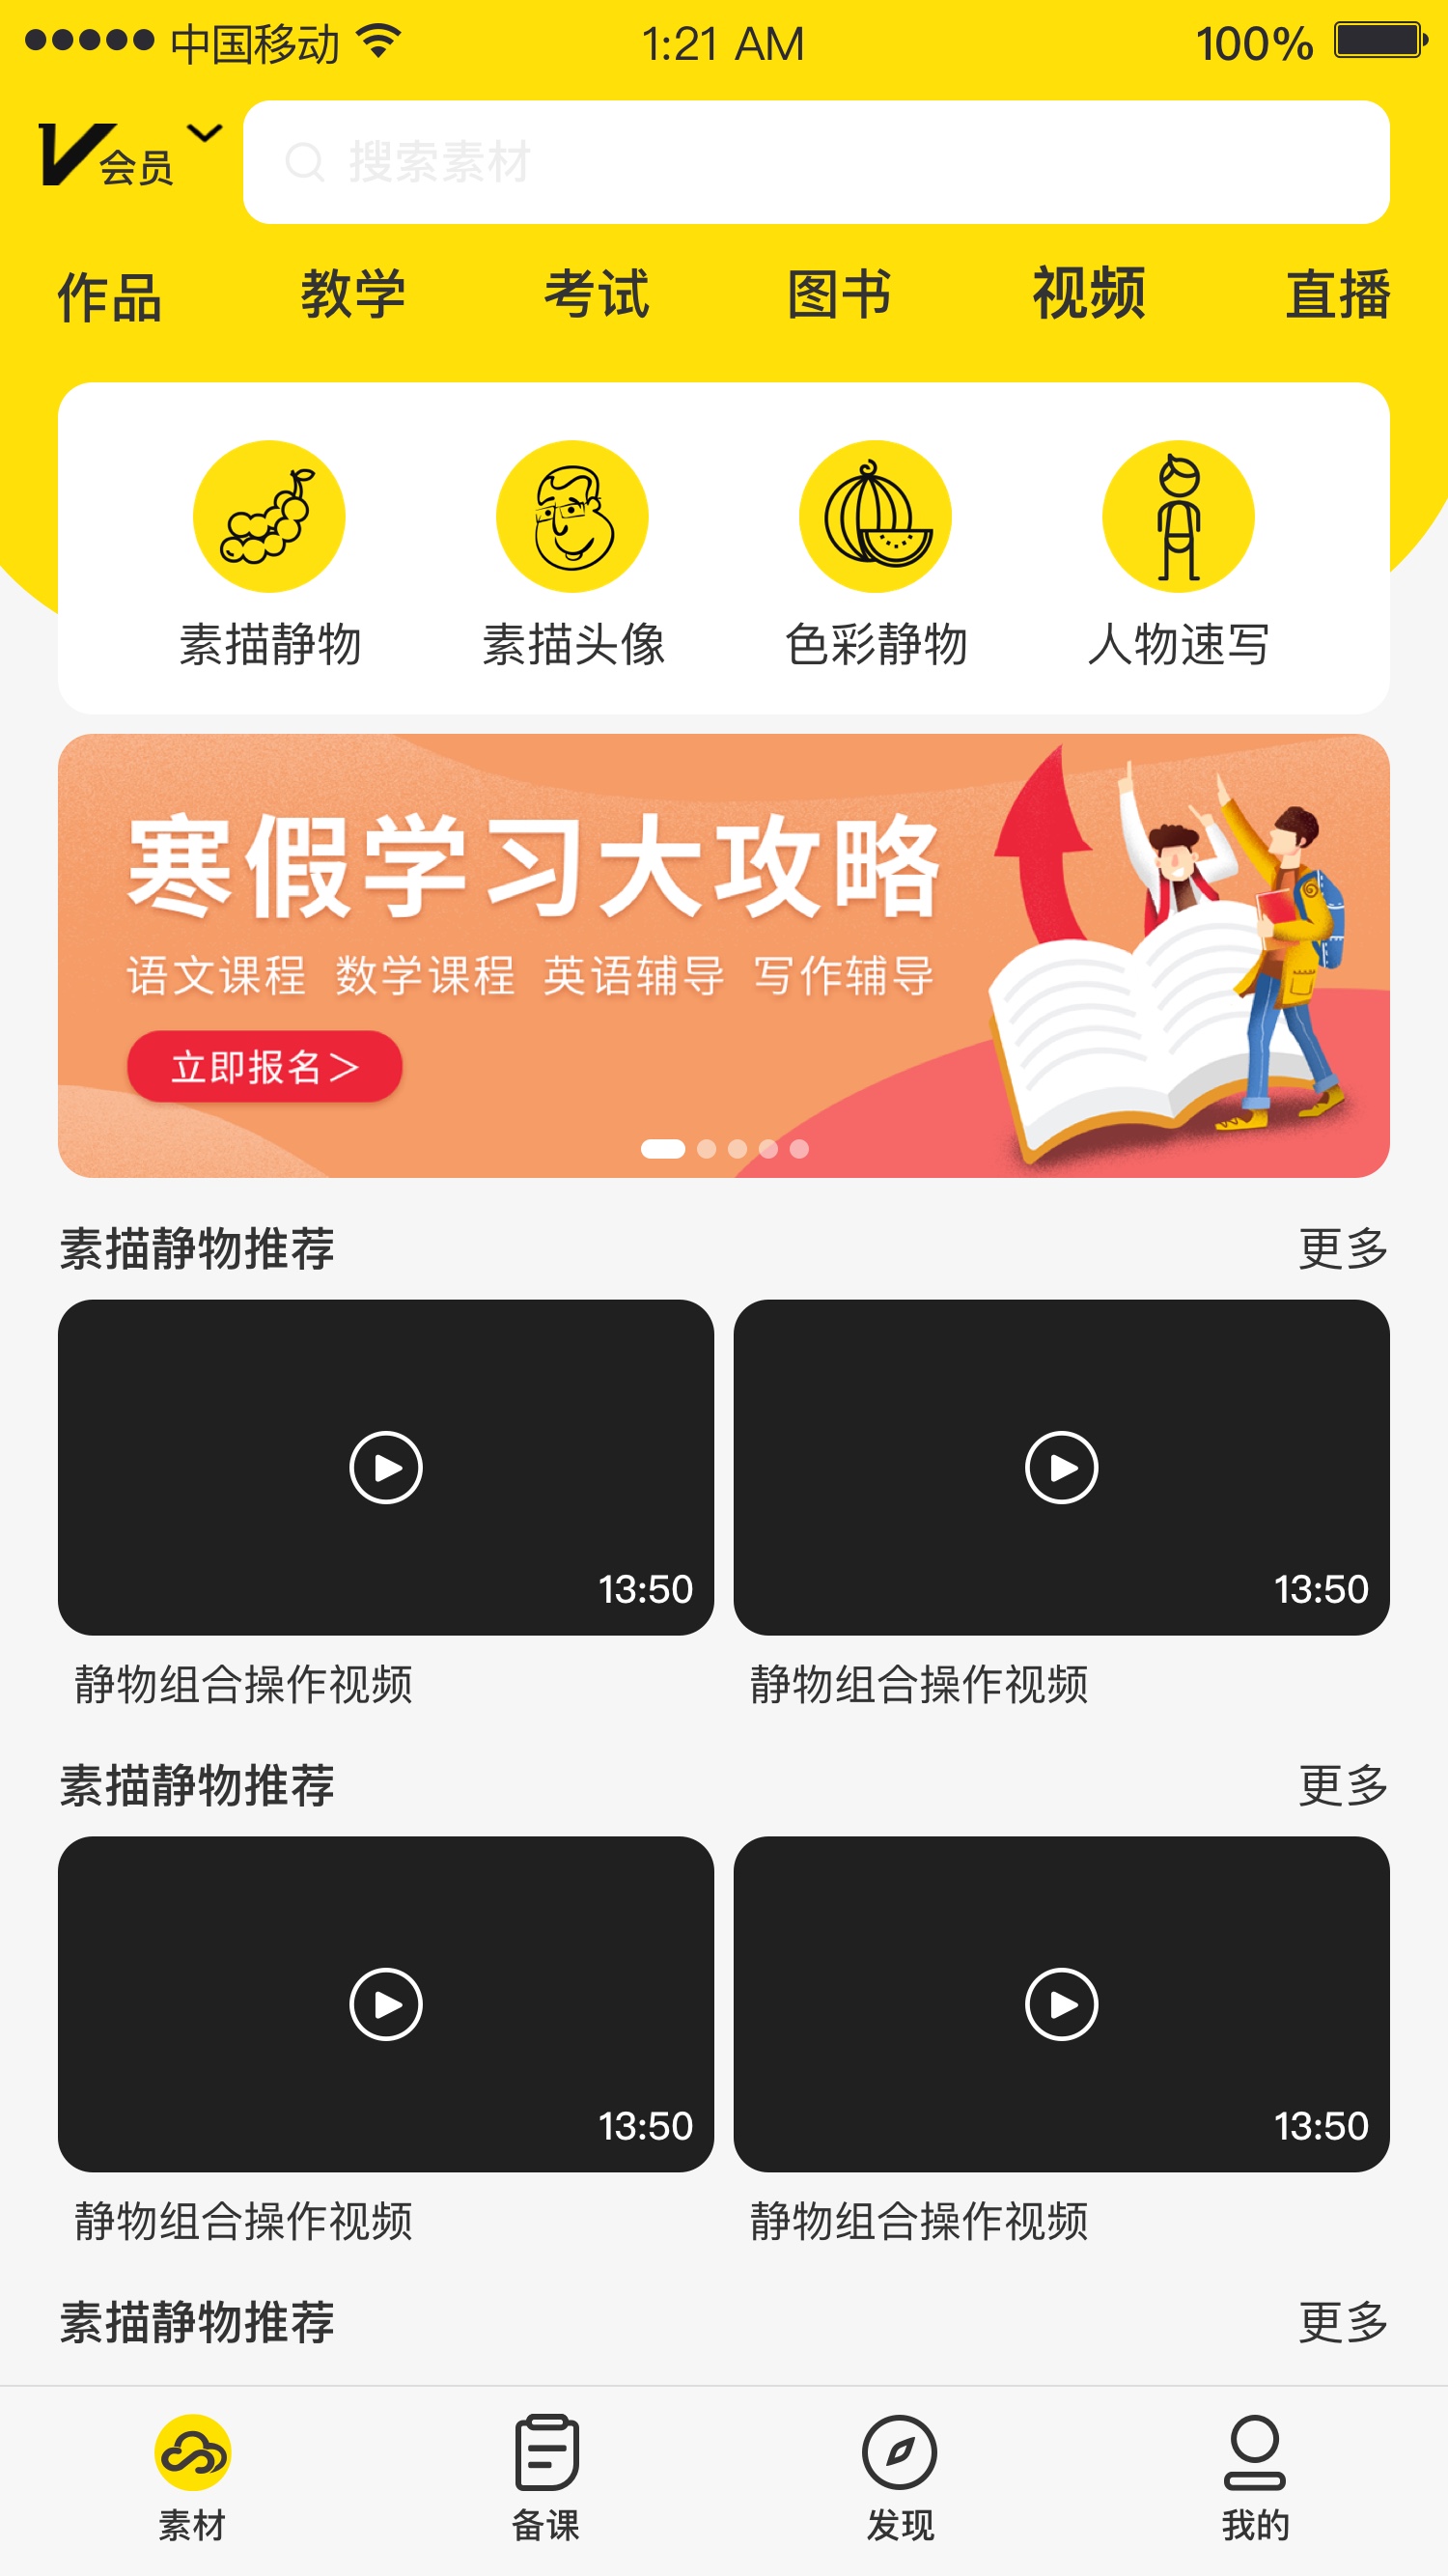 中国移动 1:21 AM 100%
V会员 搜索素材
作品 教学 考试 图书 视频 直播
素描静物 素描头像 色彩静物 人物速写
寒假学习大攻略
语文课程 数学课程 英语辅导 写作辅导
立即报名>
素描静物推荐 更多
13:50 13:50
静物组合操作视频 静物组合操作视频
素描静物推荐 更多
13:50 13:50
静物组合操作视频 静物组合操作视频
素描静物推荐 更多
素材 备课 发现 我的